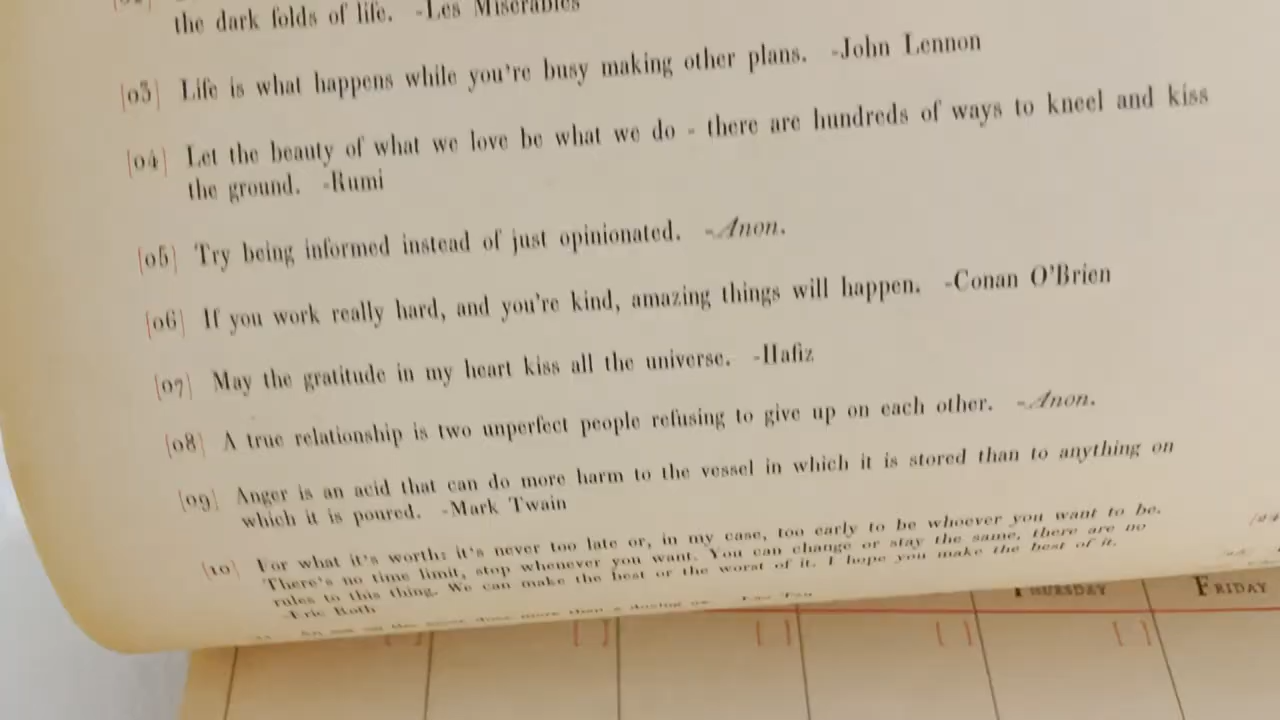 the dark folds of life. -Les Miserables
[03] Life is what happens while you're busy making other plans. -John Lennon
[04] Let the beauty of what we love be what we do - there are hundreds of ways to kneel and kiss
the ground. -Rumi
[05] Try being informed instead of just opinionated. -Anon.
[06] If you work really hard, and you're kind, amazing things will happen. -Conan O'Brien
[07] May the gratitude in my heart kiss all the universe. -Hafiz
[08] A true relationship is two unperfect people refusing to give up on each other. -Anon.
[09] Anger is an acid that can do more harm to the vessel in which it is stored than to anything on
which it is poured. -Mark Twain
[10] For what it's worth: it's never too late or, in my case, too early to be whoever you want to be.
There's no time limit, stop whenever you want. You can change or stay the same, there are no
rules to this thing. We can make the best or the worst of it. I hope you make the best of it.
-Eric Roth
THURSDAY FRIDAY
[ ] [ ] [ ] [ ] [ ]